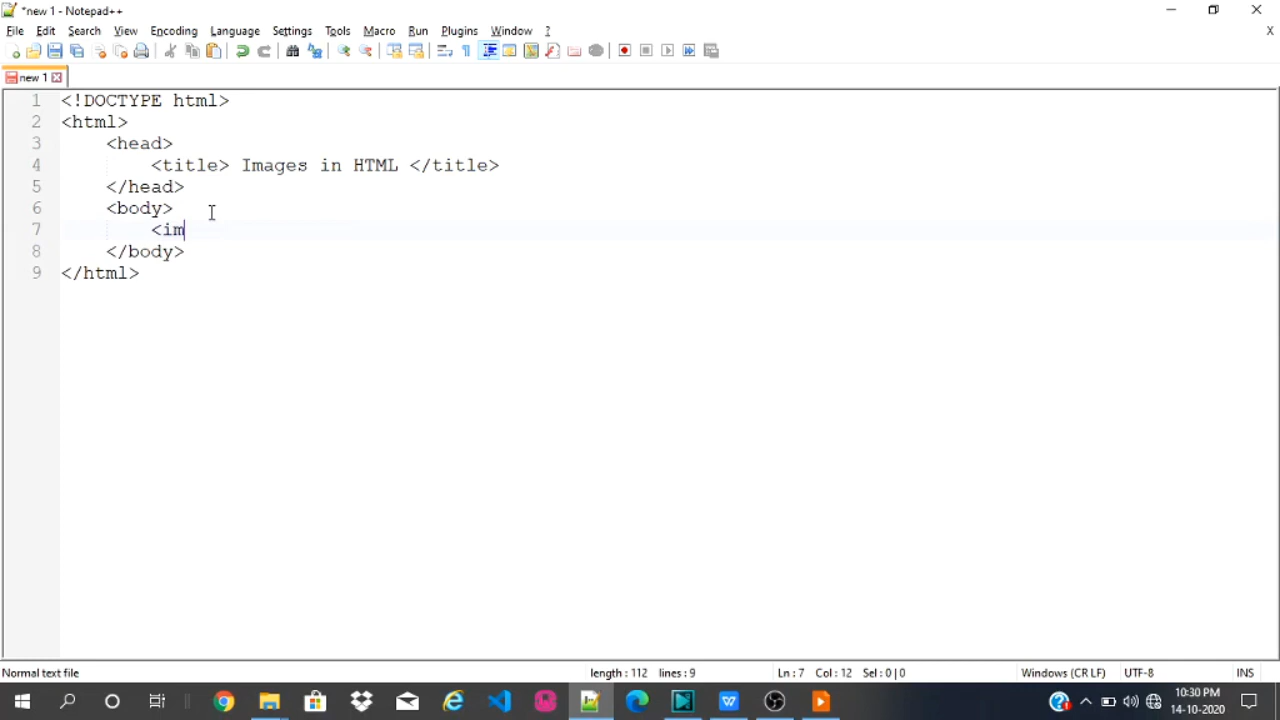 *new 1 - Notepad++
File Edit Search View Encoding Language Settings Tools Macro Run Plugins Window ? X
new 1
1 <!DOCTYPE html>
2 <html>
3 <head>
4 <title> Images in HTML </title>
5 </head>
6 <body>
7 <im
8 </body>
9 </html>
Normal text file length : 112 lines : 9 Ln : 7 Col : 12 Sel : 0 | 0 Windows (CR LF) UTF-8 INS
10:30 PM
14-10-2020